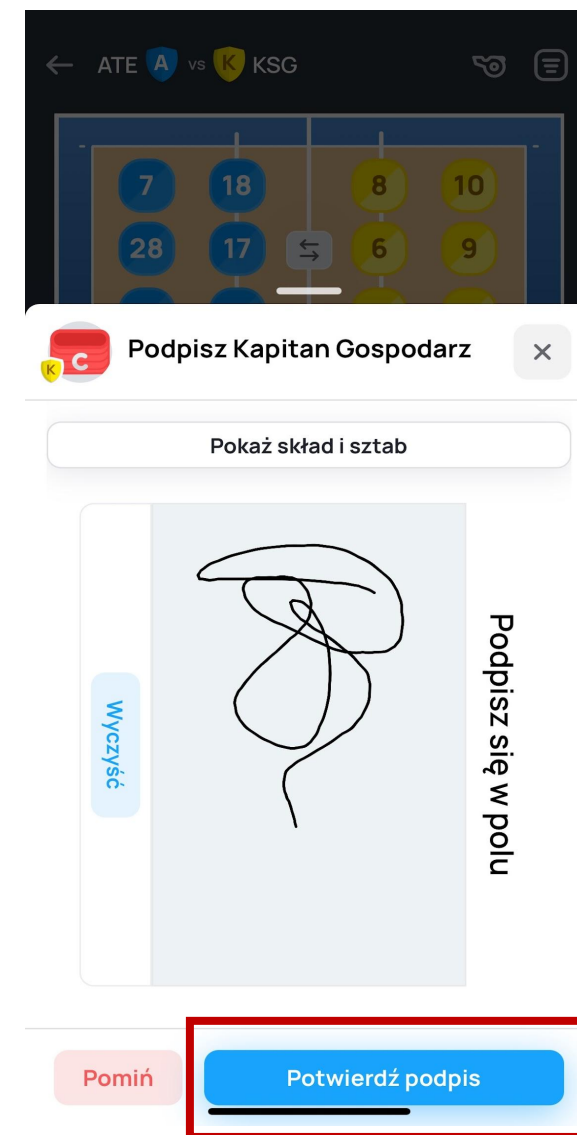 ATE A vs K KSG
7 18 8 10
28 17 6 9
C K Podpisz Kapitan Gospodarz
Pokaż skład i sztab
Podpisz się w polu
Wyczyść
Pomiń
Potwierdź podpis